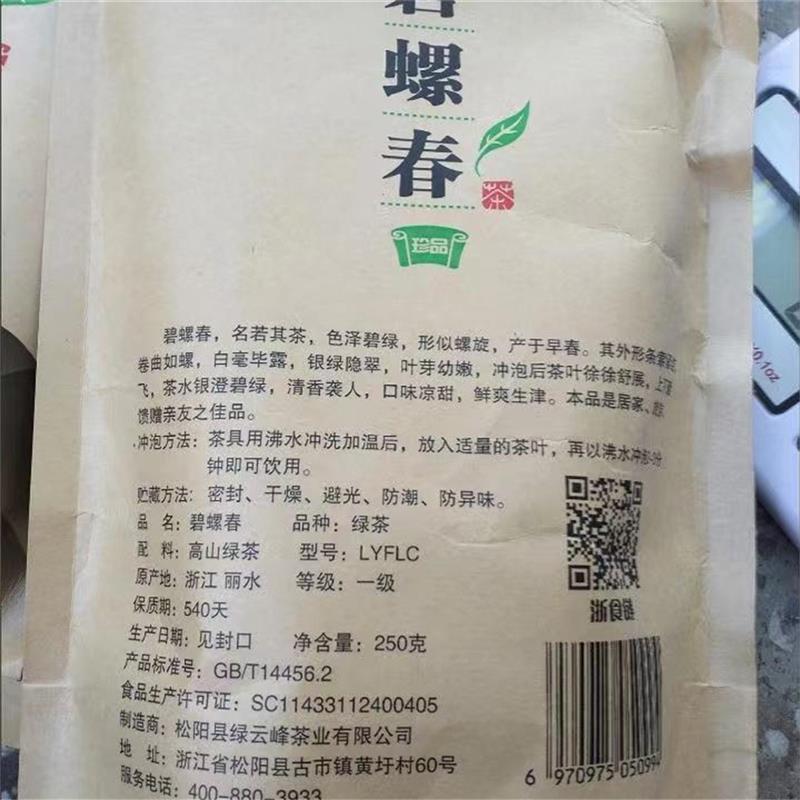 碧
螺
春
茶
珍品
碧螺春，名若其茶，色泽碧绿，形似螺旋，产于早春。其外形条索
卷曲如螺，白毫毕露，银绿隐翠，叶芽幼嫩，冲泡后茶叶徐徐舒展，上下
飞，茶水银澄碧绿，清香袭人，口味凉甜，鲜爽生津。本品是居家、
馈赠亲友之佳品。
冲泡方法：茶具用沸水冲洗加温后，放入适量的茶叶，再以沸水冲泡
钟即可饮用。
贮藏方法：密封、干燥、避光、防潮、防异味。
品 名：碧螺春 品种：绿茶
配 料：高山绿茶 型号：LYFLC
原产地：浙江 丽水 等级：一级
保质期：540天
生产日期：见封口 净含量：250克
产品标准号：GB/T14456.2
食品生产许可证：SC11433112400405
制造商：松阳县绿云峰茶业有限公司
地 址：浙江省松阳县古市镇黄圩村60号
服务电话：400-880-3933
浙食链
6 970975 050994
0.1oz